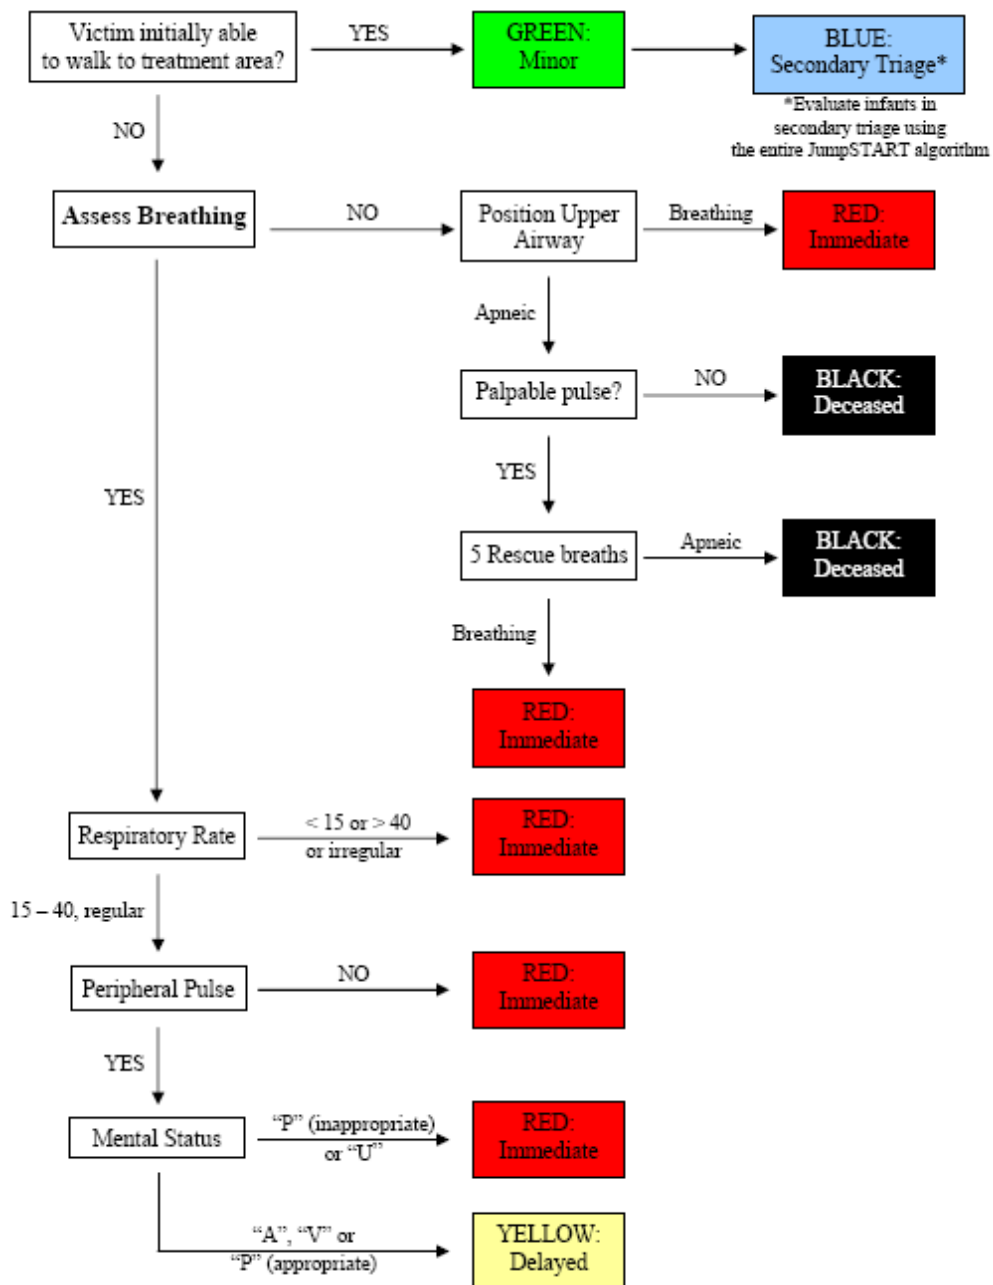 Victim initially able
to walk to treatment area?
YES
GREEN:
Minor
BLUE:
Secondary Triage*
*Evaluate infants in
secondary triage using
the entire JumpSTART algorithm
NO
Assess Breathing
NO
Position Upper
Airway
Breathing
RED:
Immediate
Apneic
Palpable pulse?
NO
BLACK:
Deceased
YES
YES
5 Rescue breaths
Apneic
BLACK:
Deceased
Breathing
RED:
Immediate
Respiratory Rate
< 15 or > 40
or irregular
RED:
Immediate
15 – 40, regular
Peripheral Pulse
NO
RED:
Immediate
YES
Mental Status
“P” (inappropriate)
or “U”
RED:
Immediate
“A”, “V” or
“P” (appropriate)
YELLOW:
Delayed